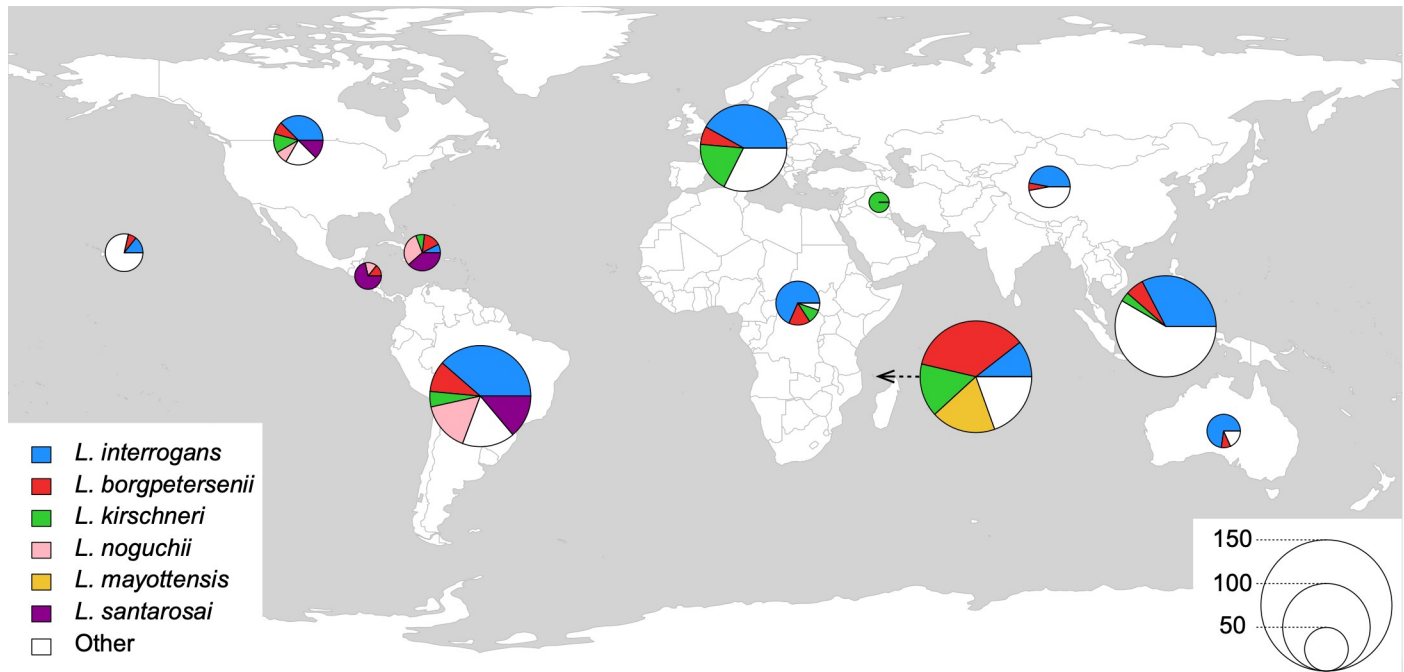 L. interrogans
L. borgpetersenii
L. kirschneri
L. noguchii
L. mayottensis
L. santarosai
Other
150
100
50